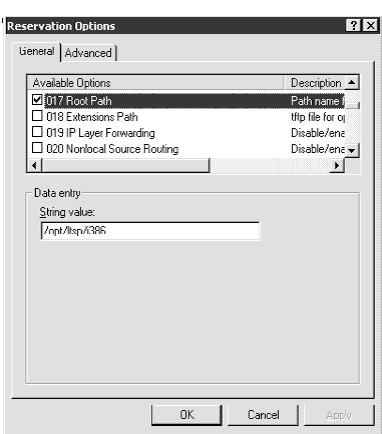 Reservation Options
General Advanced
Available Options Description
017 Root Path Path name f
018 Extensions Path tftp file for o
019 IP Layer Forwarding Disable/ena
020 Nonlocal Source Routing Disable/ena
Data entry
String value:
/opt/ltsp/i386
OK Cancel Apply